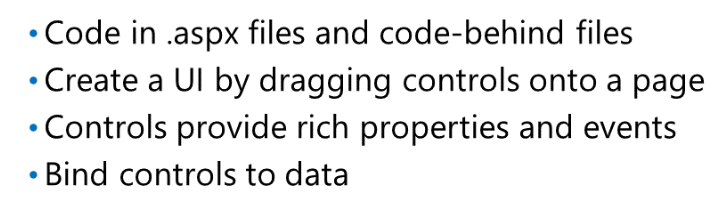 • Code in .aspx files and code-behind files
• Create a UI by dragging controls onto a page
• Controls provide rich properties and events
• Bind controls to data